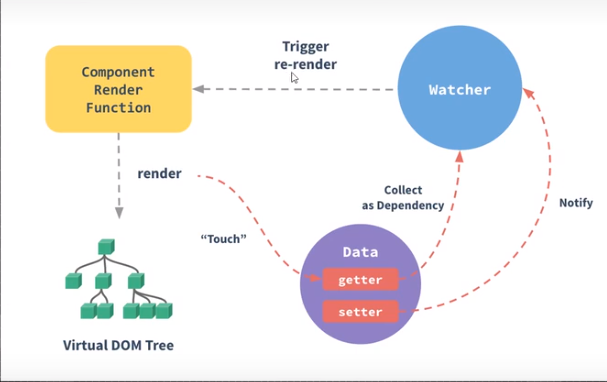 Trigger
re-render
Component
Render
Function
Watcher
render
Collect
as Dependency
Notify
“Touch”
Data
getter
setter
Virtual DOM Tree